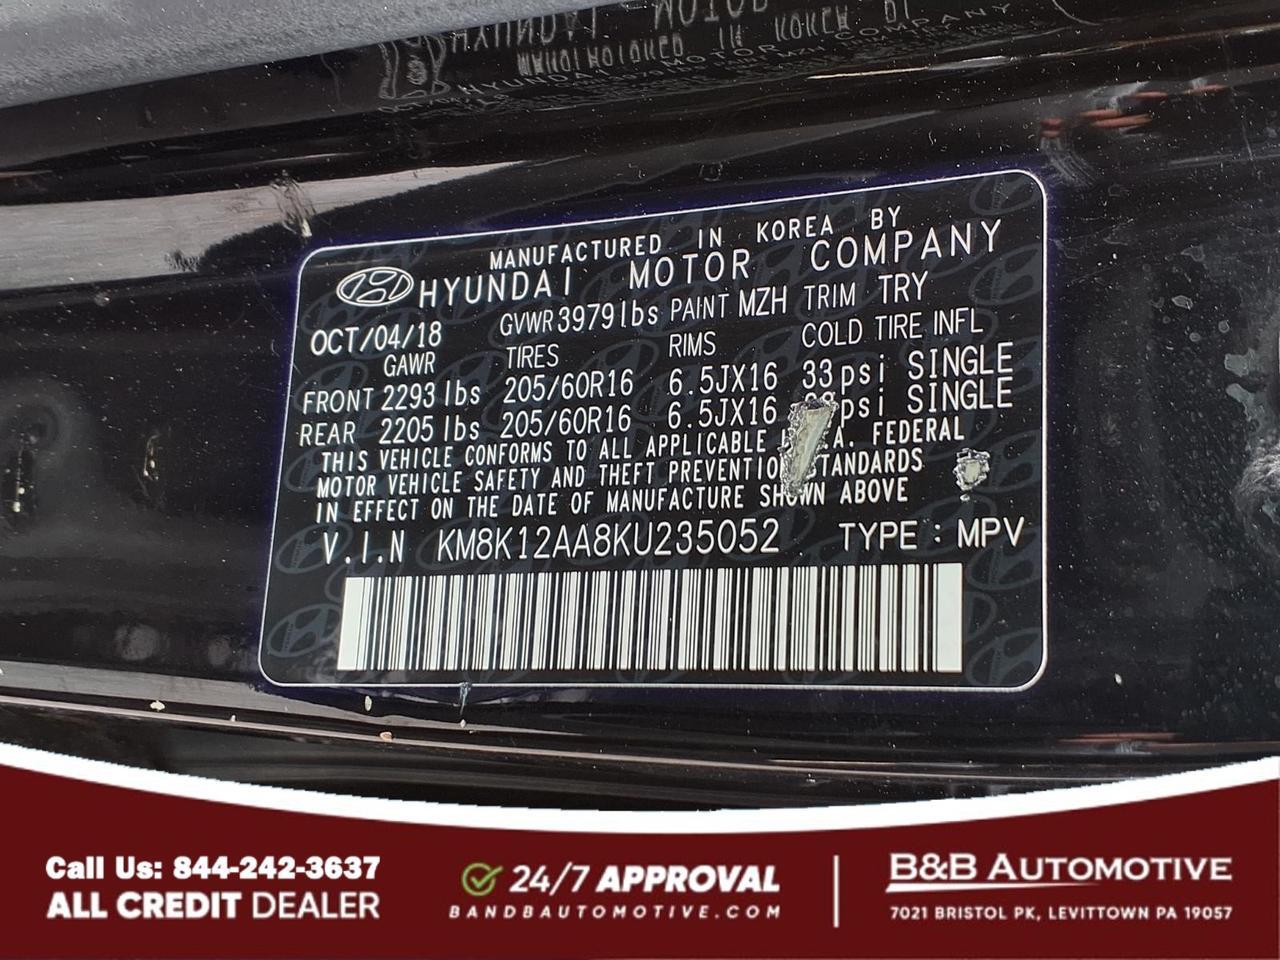 MANUFACTURED IN KOREA BY
HYUNDAI MOTOR COMPANY
OCT/04/18 GVWR 3979lbs PAINT MZH TRIM TRY
GAWR TIRES RIMS COLD TIRE INFL
FRONT 2293 lbs 205/60R16 6.5JX16 33psi SINGLE
REAR 2205 lbs 205/60R16 6.5JX16 psi SINGLE
THIS VEHICLE CONFORMS TO ALL APPLICABLE FEDERAL
MOTOR VEHICLE SAFETY AND THEFT PREVENTION STANDARDS
IN EFFECT ON THE DATE OF MANUFACTURE SHOWN ABOVE
V.I.N KM8K12AA8KU235052 TYPE : MPV
Call Us: 844-242-3637
ALL CREDIT DEALER
24/7 APPROVAL
BANDBAUTOMOTIVE.COM
B&B AUTOMOTIVE
7021 BRISTOL PK, LEVITTOWN PA 19057